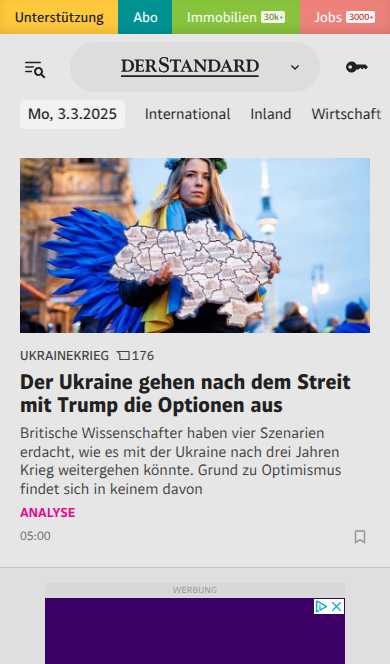 Unterstützung
Abo
Immobilien 30k+
Jobs 3000+
DERSTANDARD
Mo, 3.3.2025
International
Inland
Wirtschaft
UKRAINEKRIEG 176
Der Ukraine gehen nach dem Streit
mit Trump die Optionen aus
Britische Wissenschafter haben vier Szenarien
erdacht, wie es mit der Ukraine nach drei Jahren
Krieg weitergehen könnte. Grund zu Optimismus
findet sich in keinem davon
ANALYSE
05:00
WERBUNG